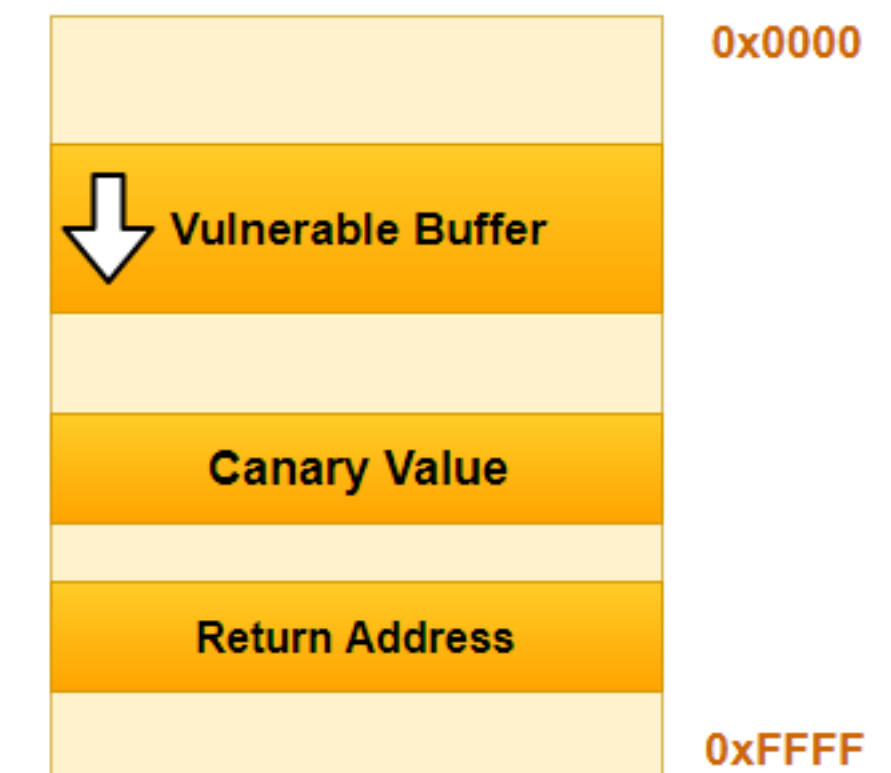 0x0000
Vulnerable Buffer
Canary Value
Return Address
0xFFFF